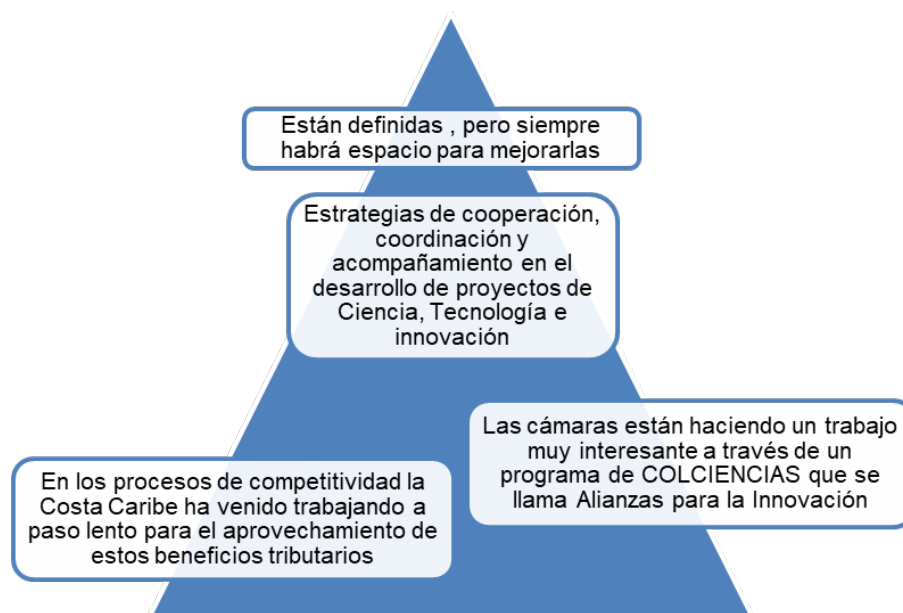 Están definidas , pero siempre
habrá espacio para mejorarlas
Estrategias de cooperación,
coordinación y
acompañamiento en el
desarrollo de proyectos de
Ciencia, Tecnología e
innovación
Las cámaras están haciendo un trabajo
muy interesante a través de un
programa de COLCIENCIAS que se
llama Alianzas para la Innovación
En los procesos de competitividad la
Costa Caribe ha venido trabajando a
paso lento para el aprovechamiento de
estos beneficios tributarios